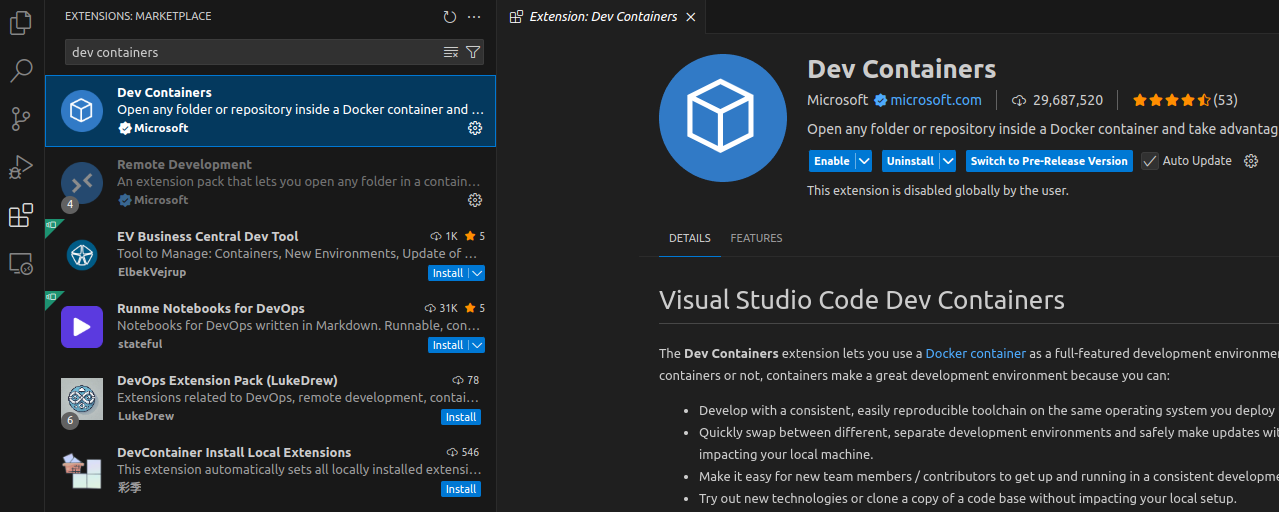 EXTENSIONS: MARKETPLACE
dev containers
Dev Containers
Open any folder or repository inside a Docker container and ...
Microsoft
Remote Development
An extension pack that lets you open any folder in a contain...
Microsoft
4
EV Business Central Dev Tool 1K 5
Tool to Manage: Containers, New Environments, Update of ...
ElbekVejrup Install
Runme Notebooks for DevOps 31K 5
Notebooks for DevOps written in Markdown. Runnable, con...
stateful Install
DevOps Extension Pack (LukeDrew) 78
Extensions related to DevOps, remote development, contai...
LukeDrew Install
6
DevContainer Install Local Extensions 546
This extension automatically sets all locally installed extensi...
彩季 Install
Extension: Dev Containers
Dev Containers
Microsoft microsoft.com 29,687,520 (53)
Open any folder or repository inside a Docker container and take advantag
Enable Uninstall Switch to Pre-Release Version Auto Update
This extension is disabled globally by the user.
DETAILS FEATURES
Visual Studio Code Dev Containers
The Dev Containers extension lets you use a Docker container as a full-featured development environme
containers or not, containers make a great development environment because you can:
• Develop with a consistent, easily reproducible toolchain on the same operating system you deploy
• Quickly swap between different, separate development environments and safely make updates wit
impacting your local machine.
• Make it easy for new team members / contributors to get up and running in a consistent developme
• Try out new technologies or clone a copy of a code base without impacting your local setup.